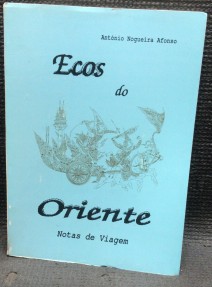 António Nogueira Afonso
Ecos
do
Oriente
Notas de Viagem